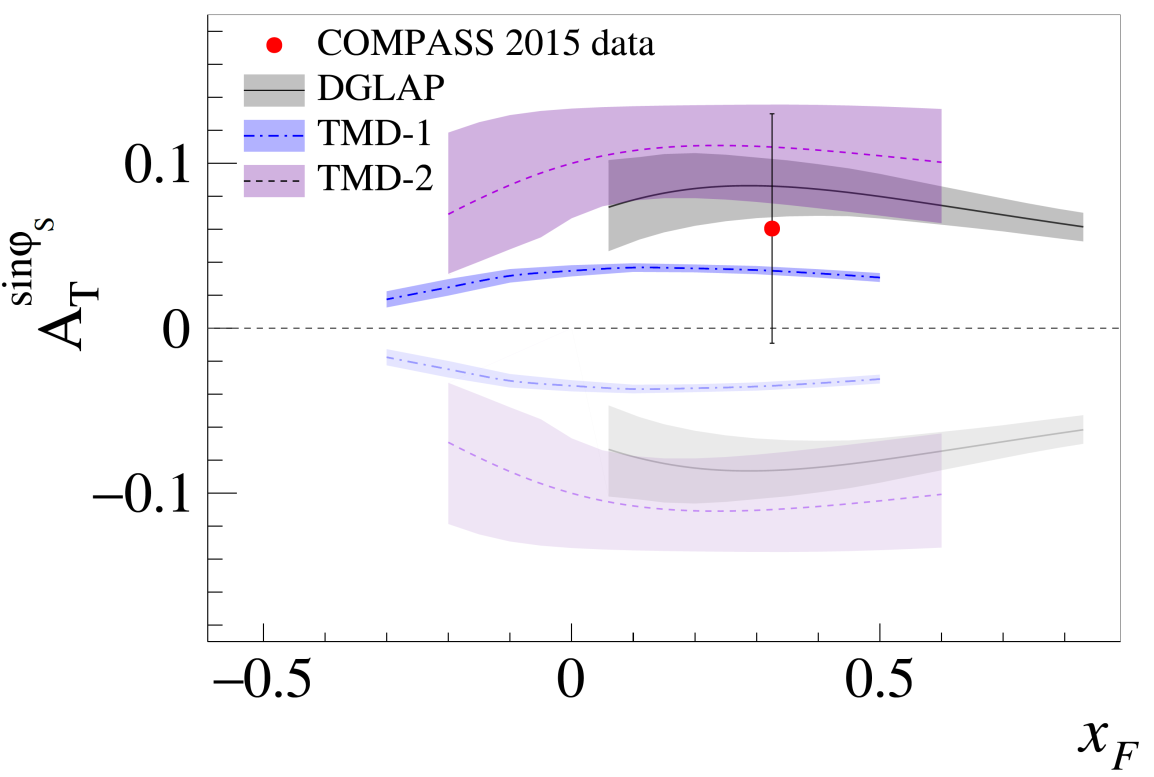 COMPASS 2015 data
DGLAP
TMD-1
TMD-2
0.1
0
−0.1
A_T^{sinφ_S}
−0.5
0
0.5
x_F